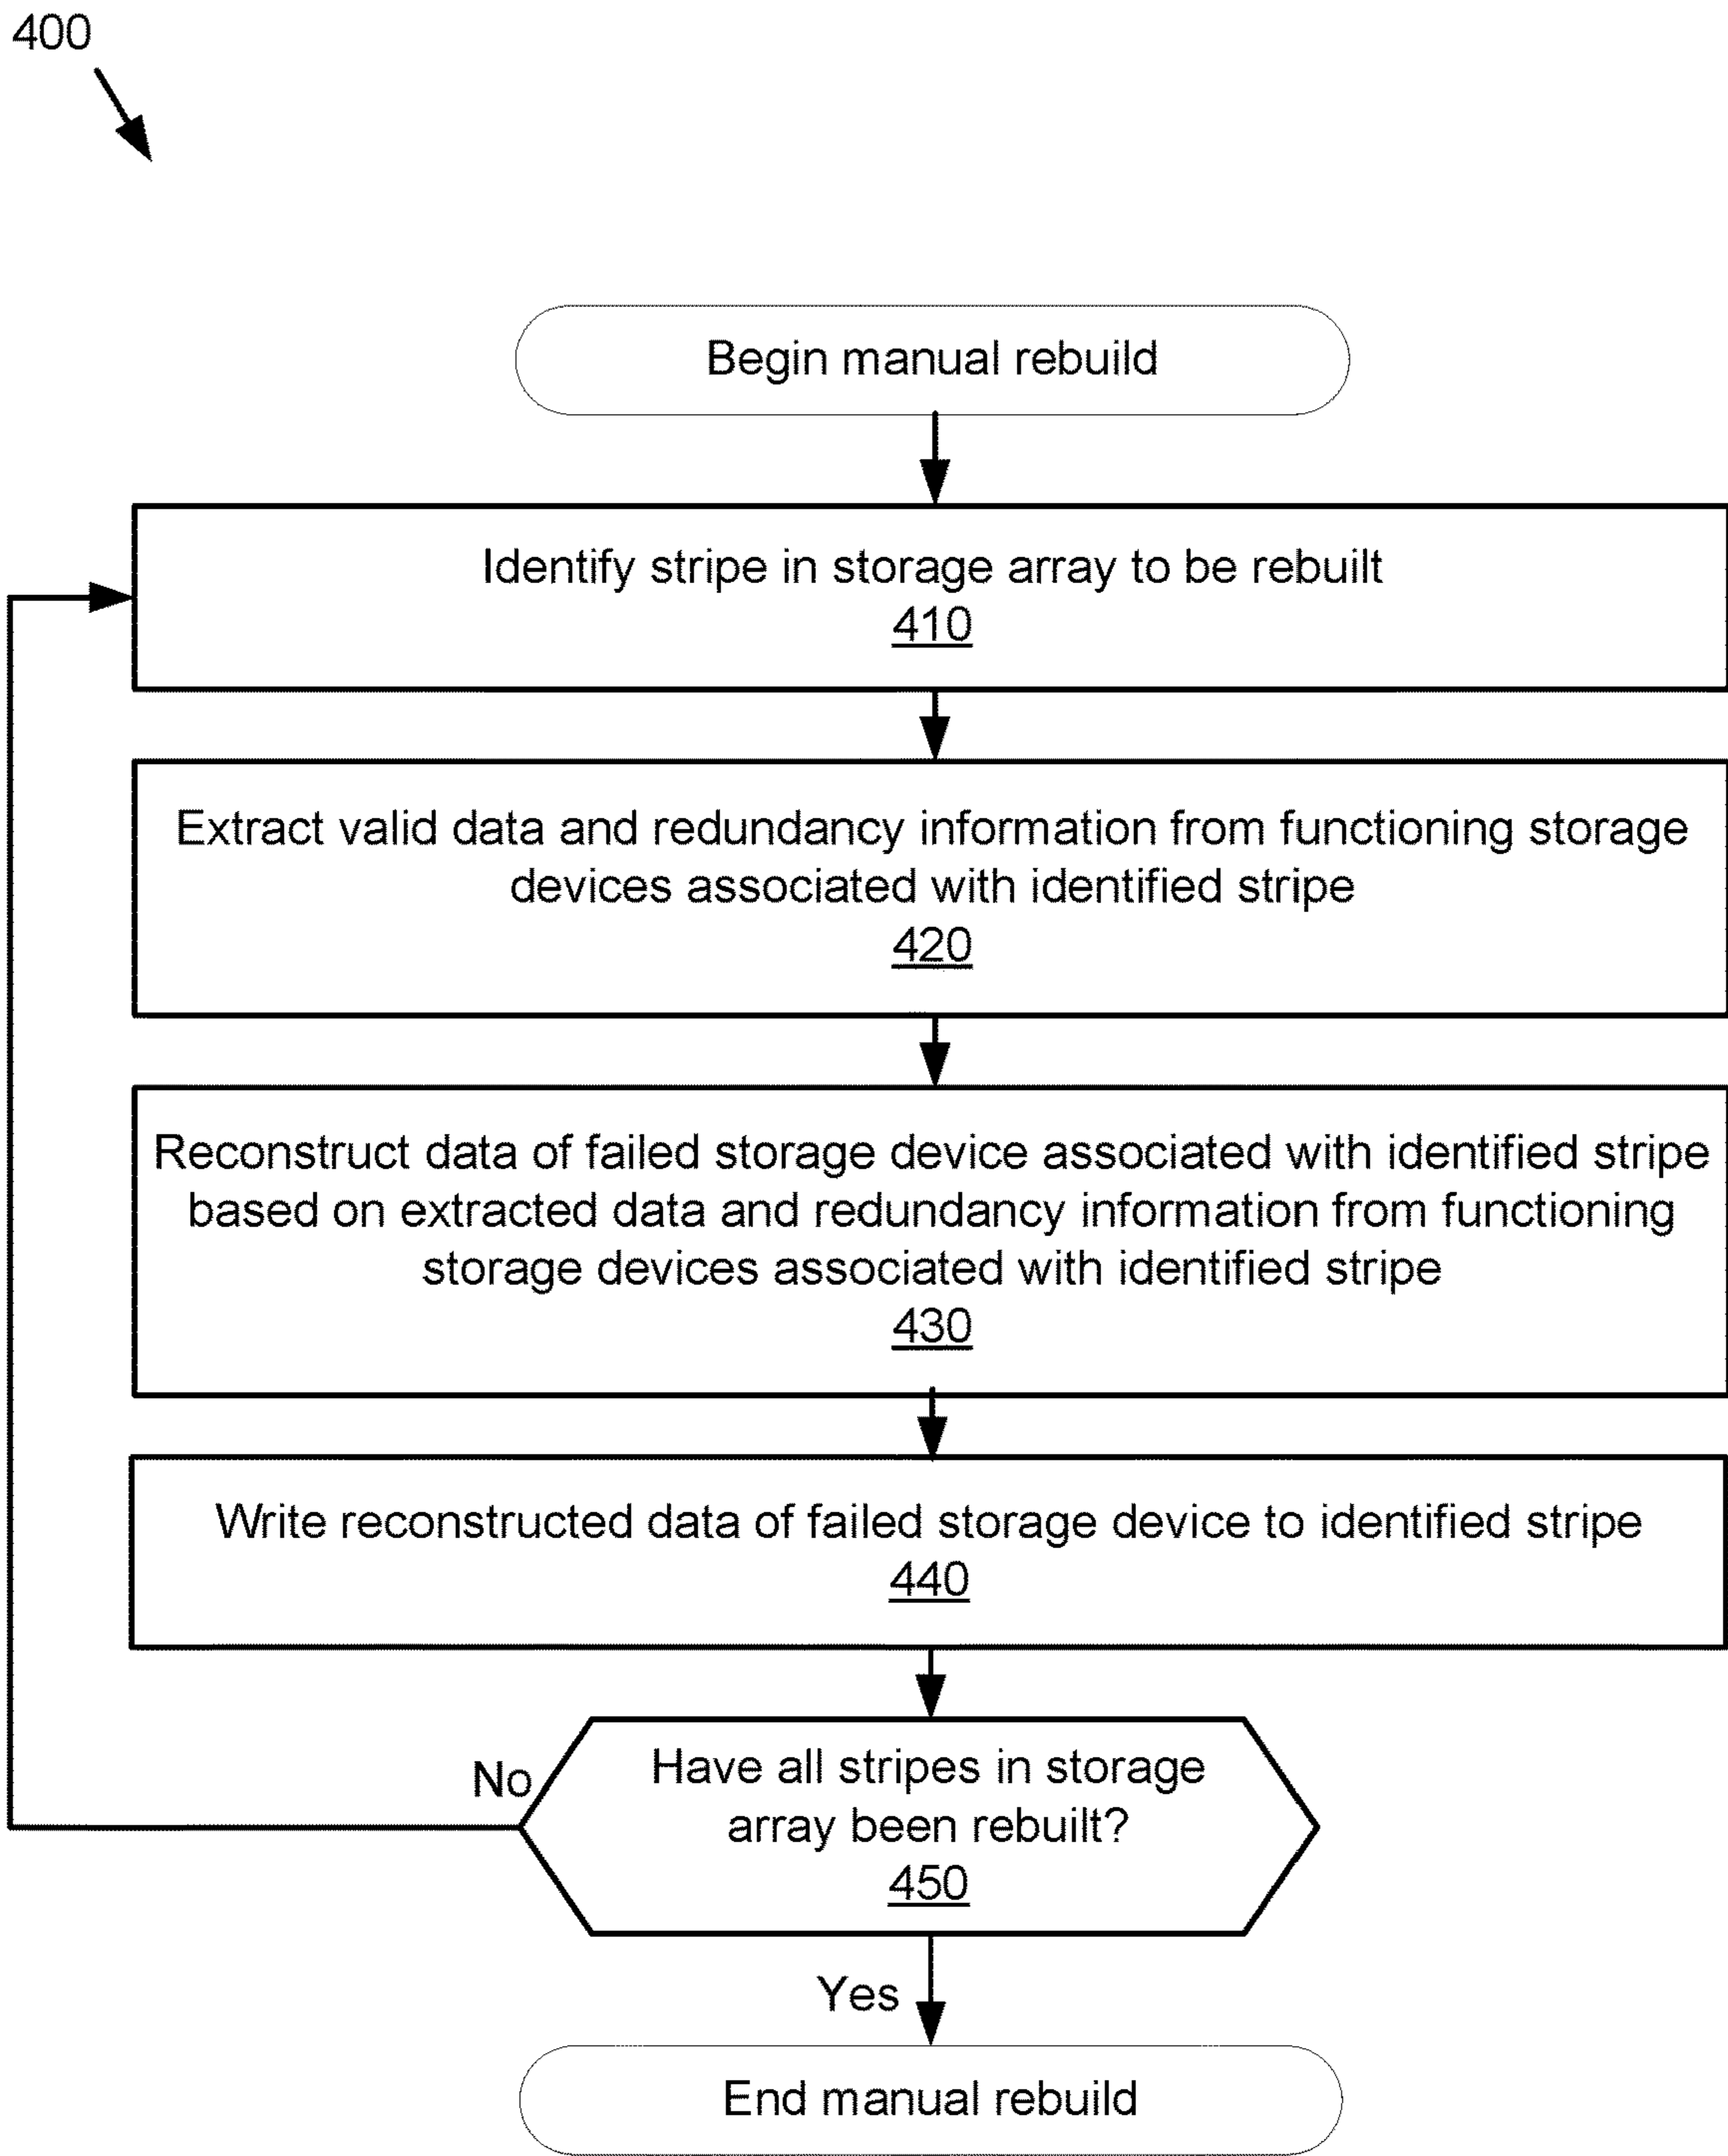 400
Begin manual rebuild
Identify stripe in storage array to be rebuilt
410
Extract valid data and redundancy information from functioning storage
devices associated with identified stripe
420
Reconstruct data of failed storage device associated with identified stripe
based on extracted data and redundancy information from functioning
storage devices associated with identified stripe
430
Write reconstructed data of failed storage device to identified stripe
440
Have all stripes in storage
array been rebuilt?
450
No
Yes
End manual rebuild